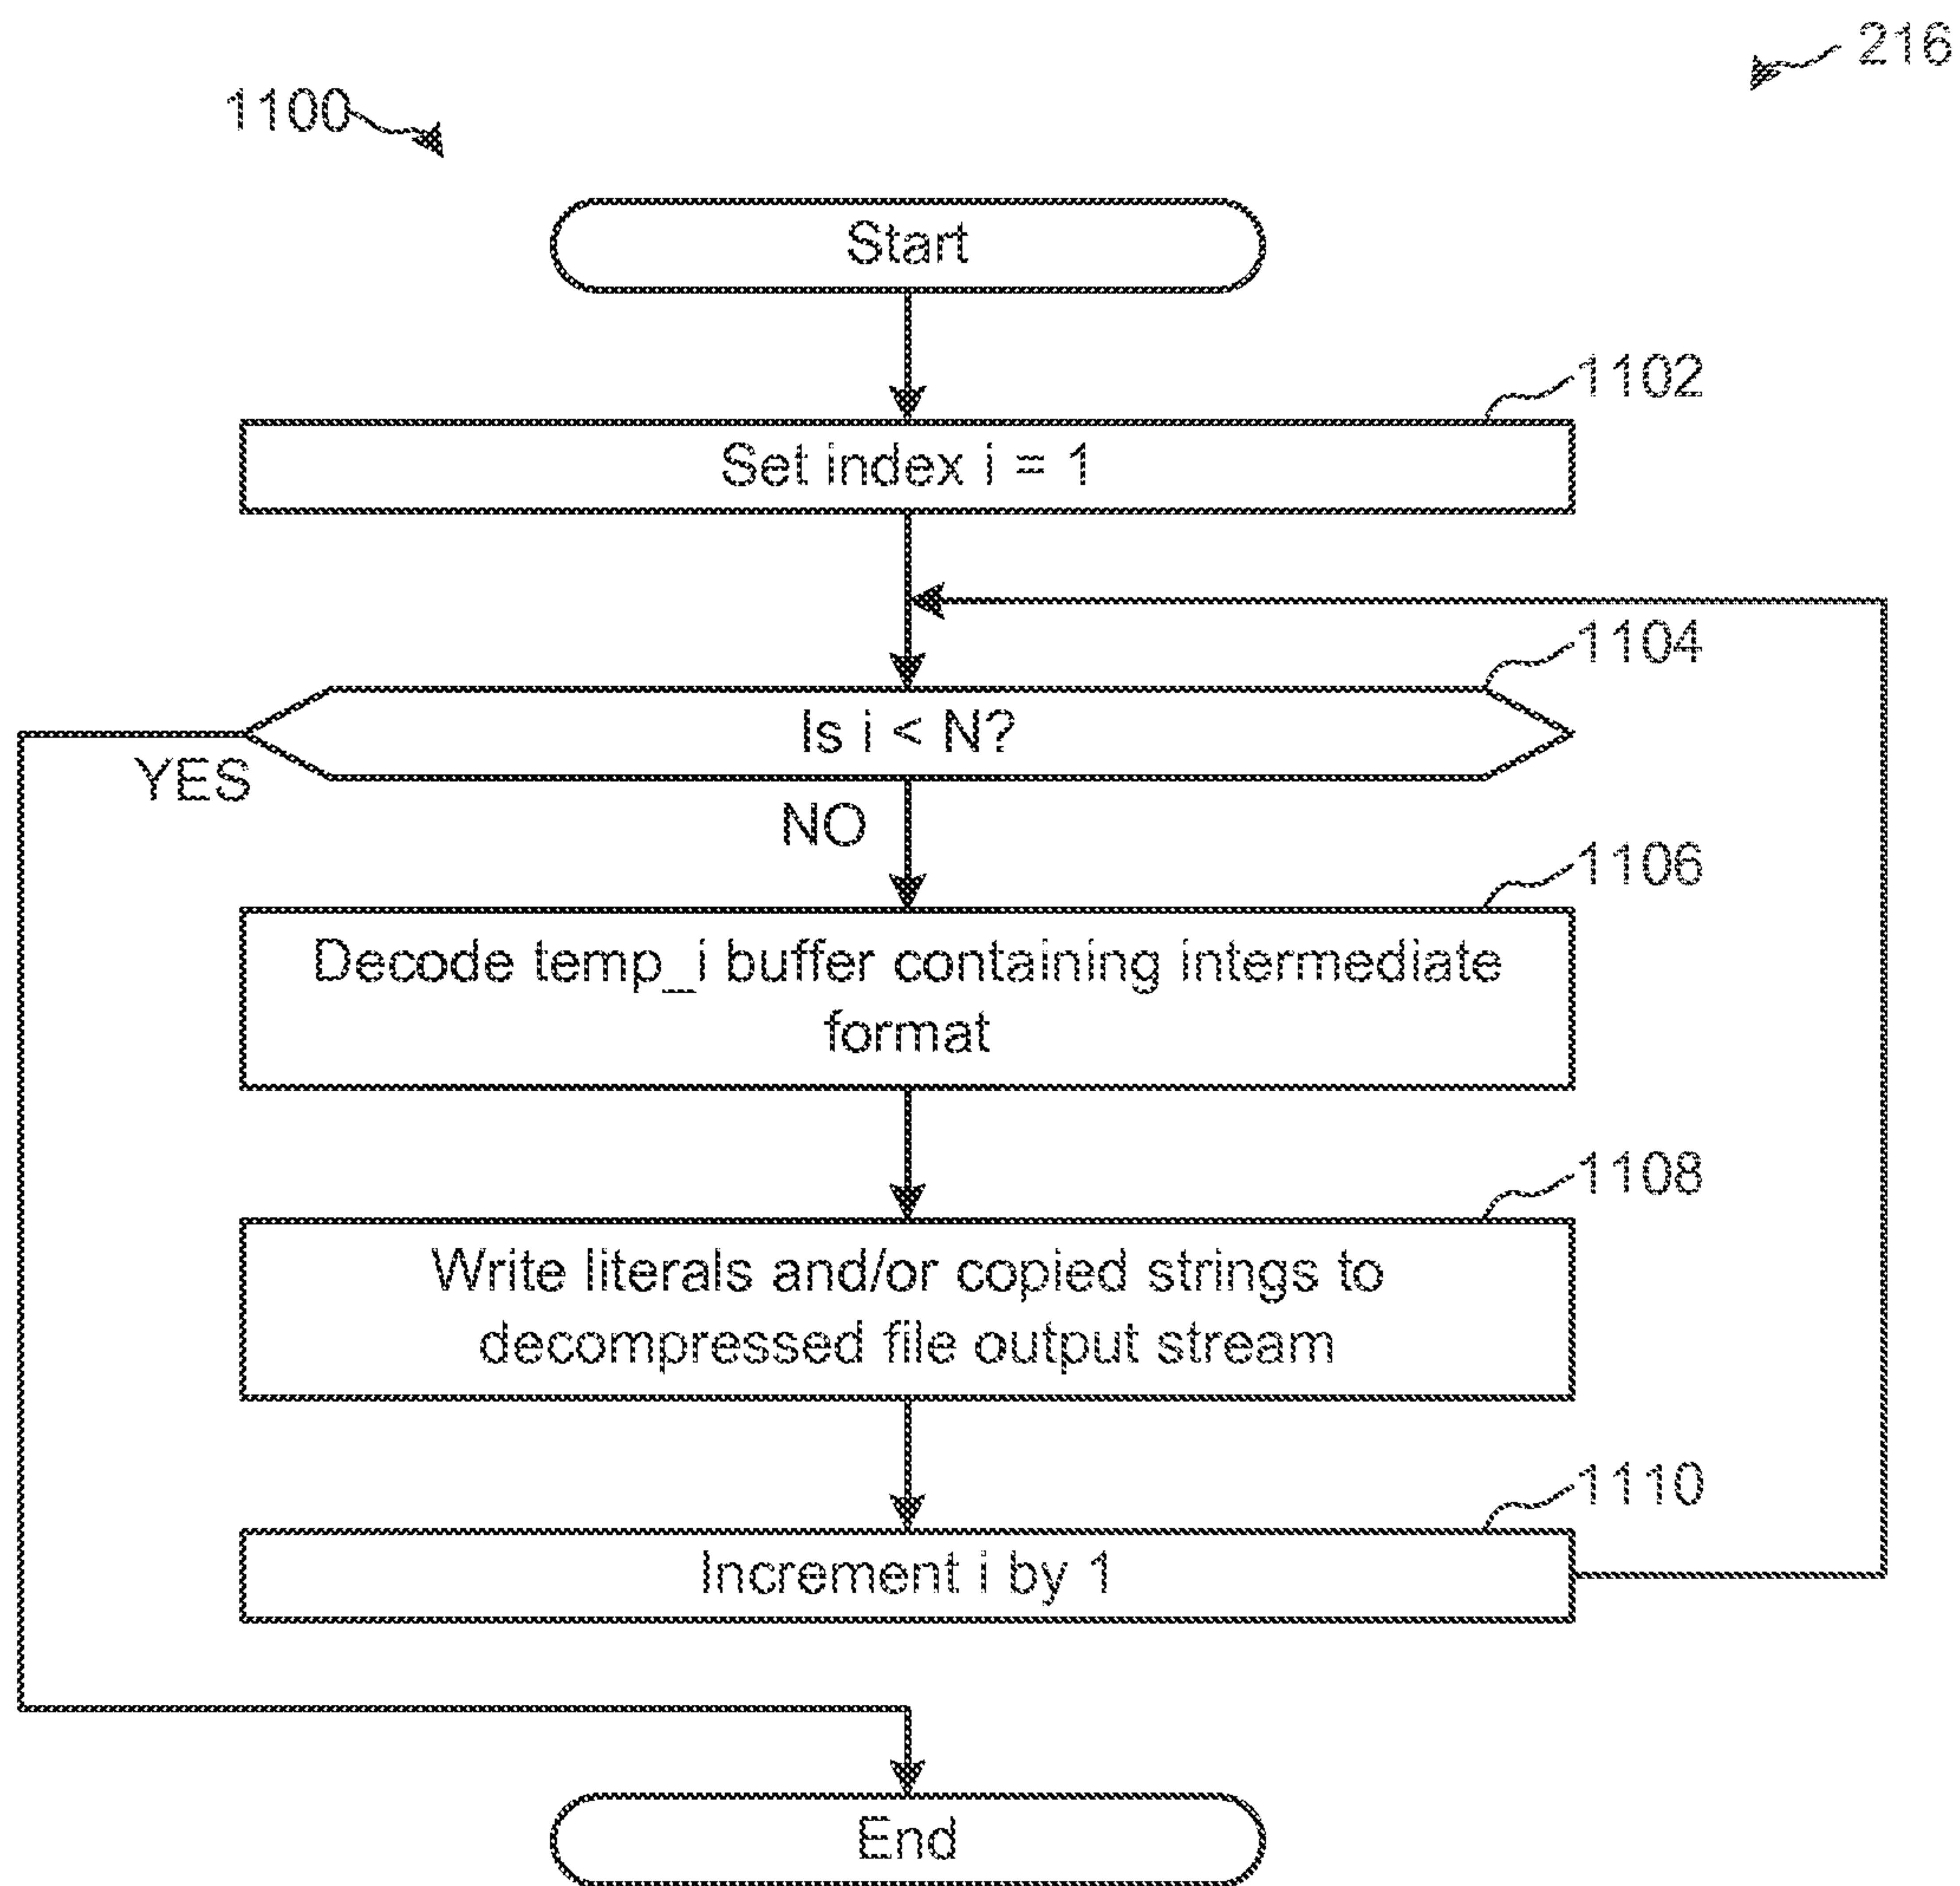 216
1100
Start
1102
Set index i = 1
1104
Is i < N?
YES
NO
1106
Decode temp_i buffer containing intermediate
format
1108
Write literals and/or copied strings to
decompressed file output stream
1110
Increment i by 1
End